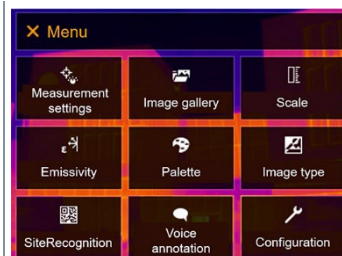 × Menu
Measurement
settings
Image gallery
Scale
ε
Emissivity
Palette
Image type
SiteRecognition
Voice
annotation
Configuration